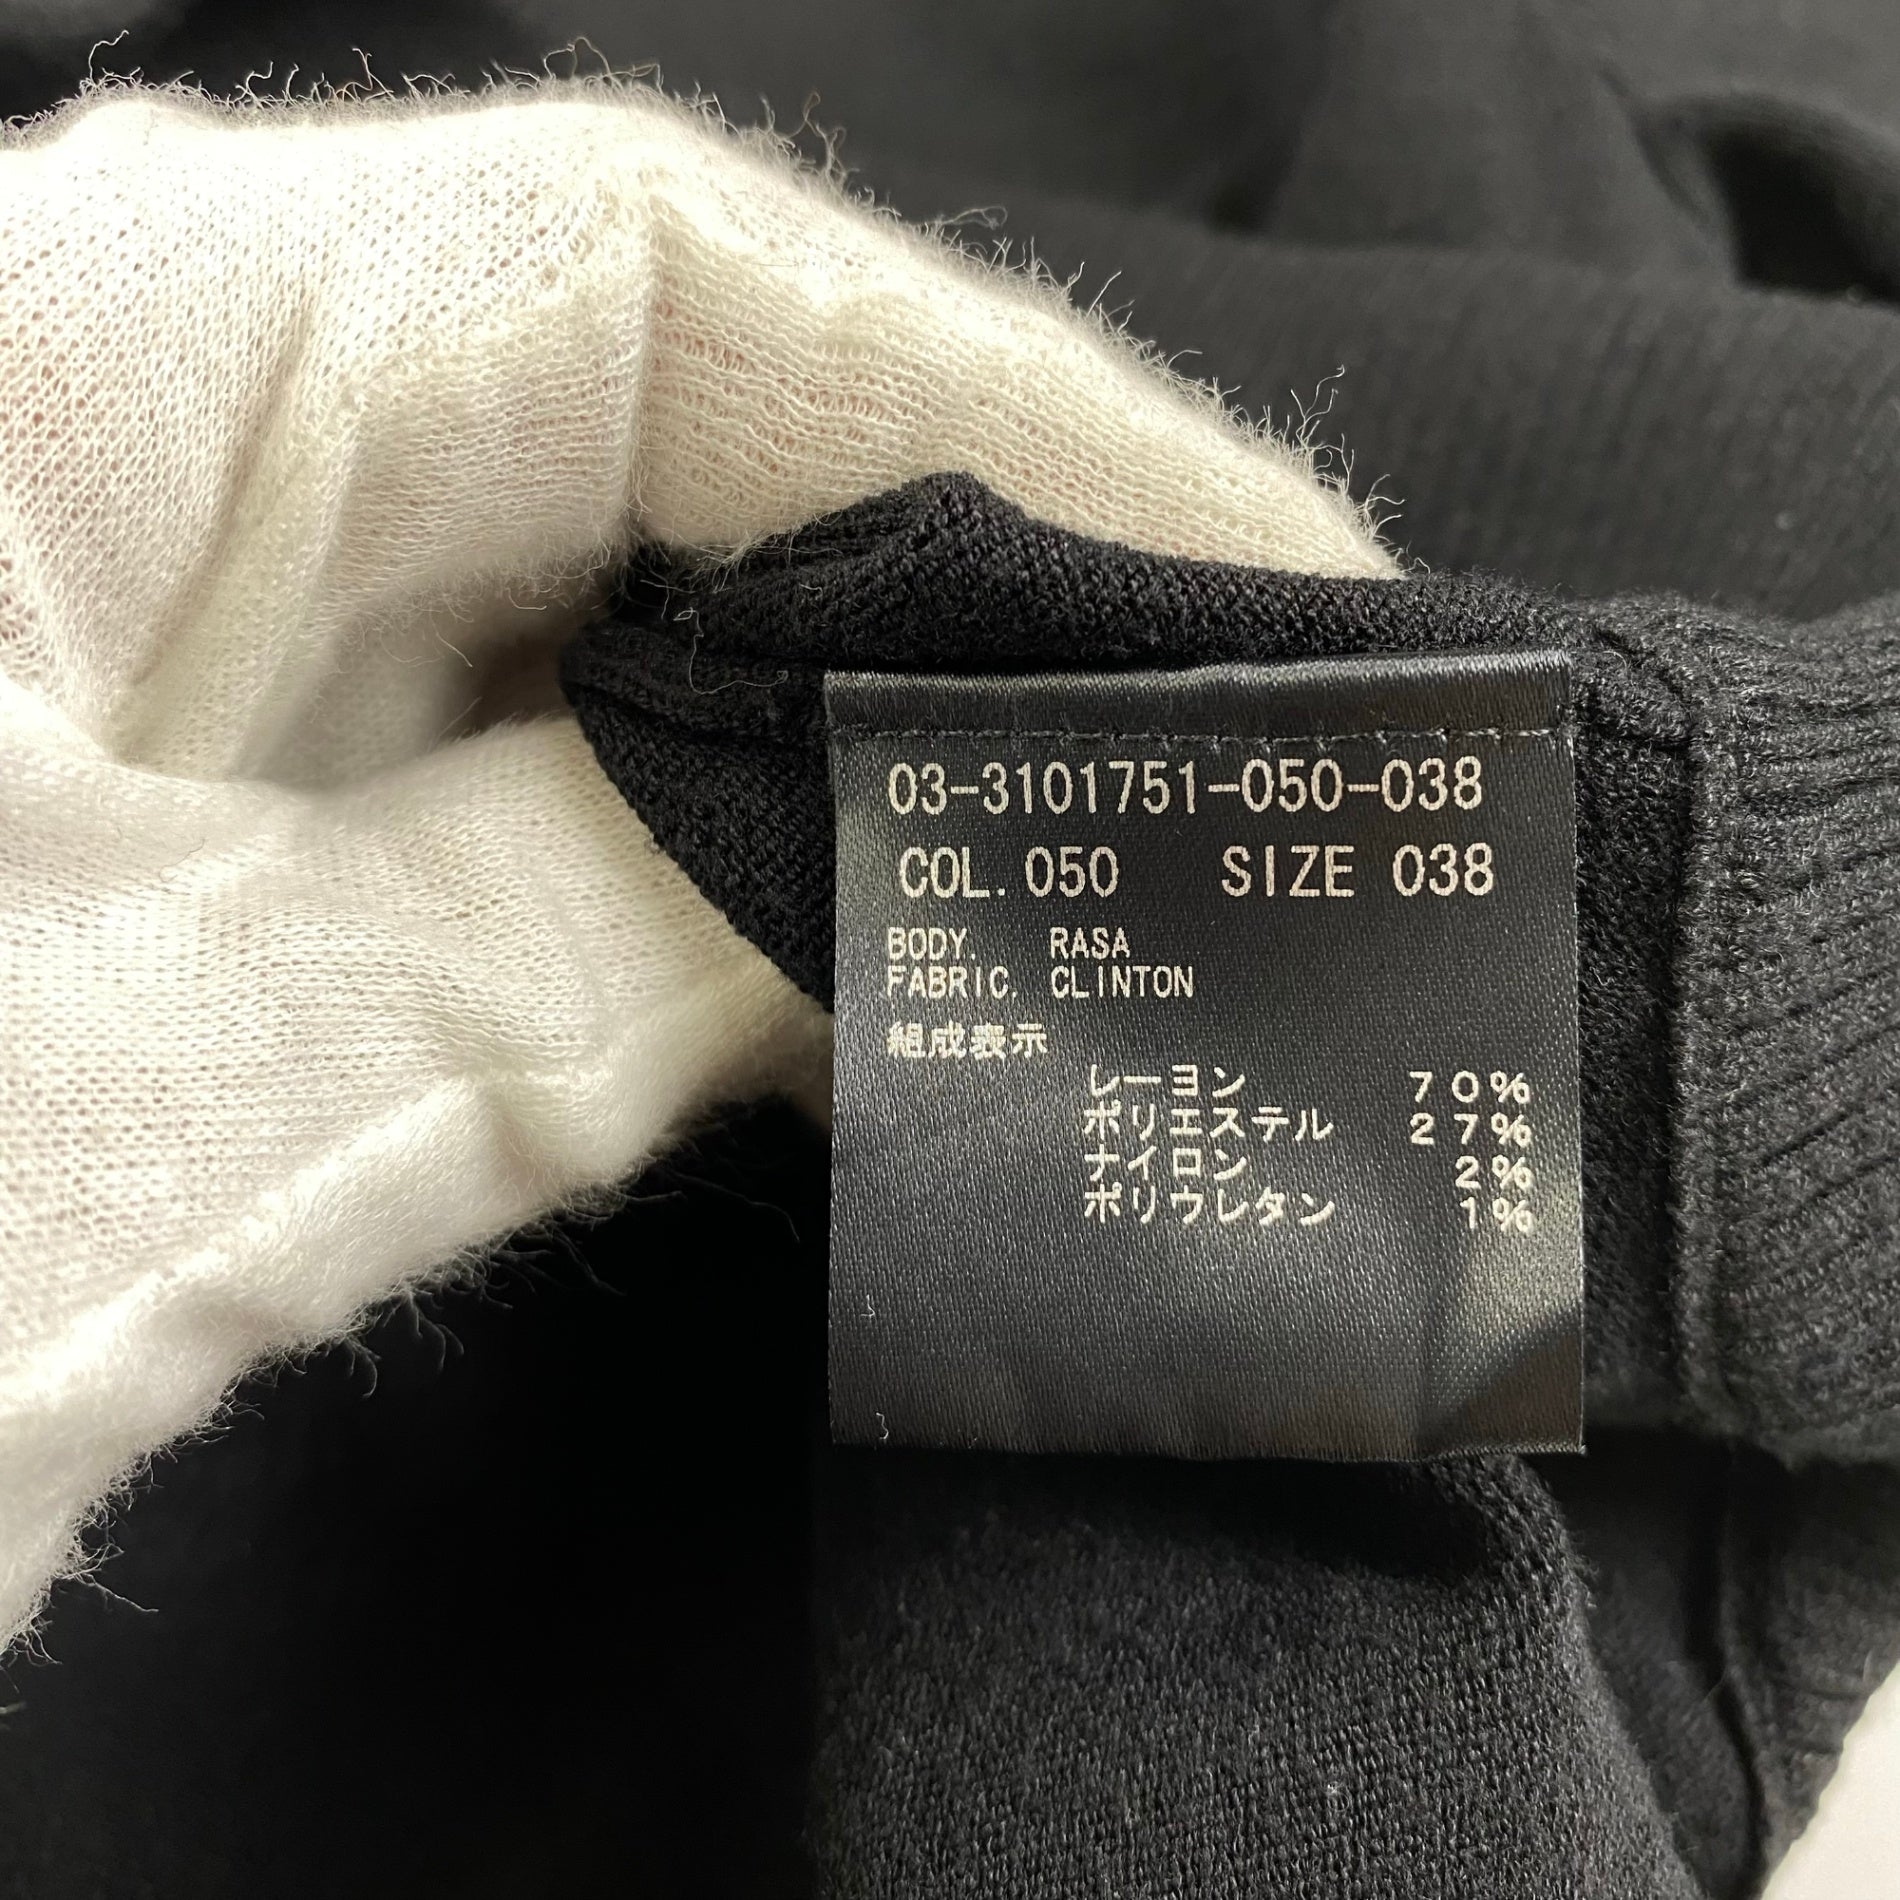 03-3101751-050-038
COL. 050 SIZE 038
BODY. RASA
FABRIC. CLINTON
組成表示
レーヨン 70%
ポリエステル 27%
ナイロン 2%
ポリウレタン 1%